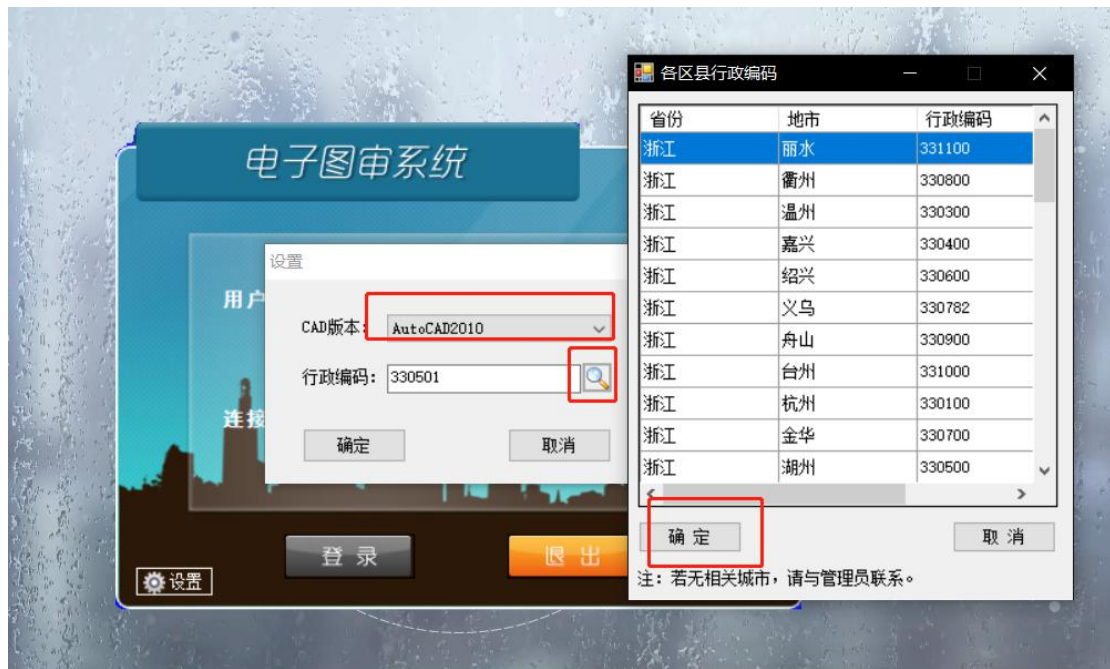 电子图审系统
用户
连接
登录
退出
设置
设置
CAD版本：
AutoCAD2010
行政编码：
330501
确定
取消
各区县行政编码
省份 地市 行政编码
浙江 丽水 331100
浙江 衢州 330800
浙江 温州 330300
浙江 嘉兴 330400
浙江 绍兴 330600
浙江 义乌 330782
浙江 舟山 330900
浙江 台州 331000
浙江 杭州 330100
浙江 金华 330700
浙江 湖州 330500
确定
取消
注：若无相关城市，请与管理员联系。